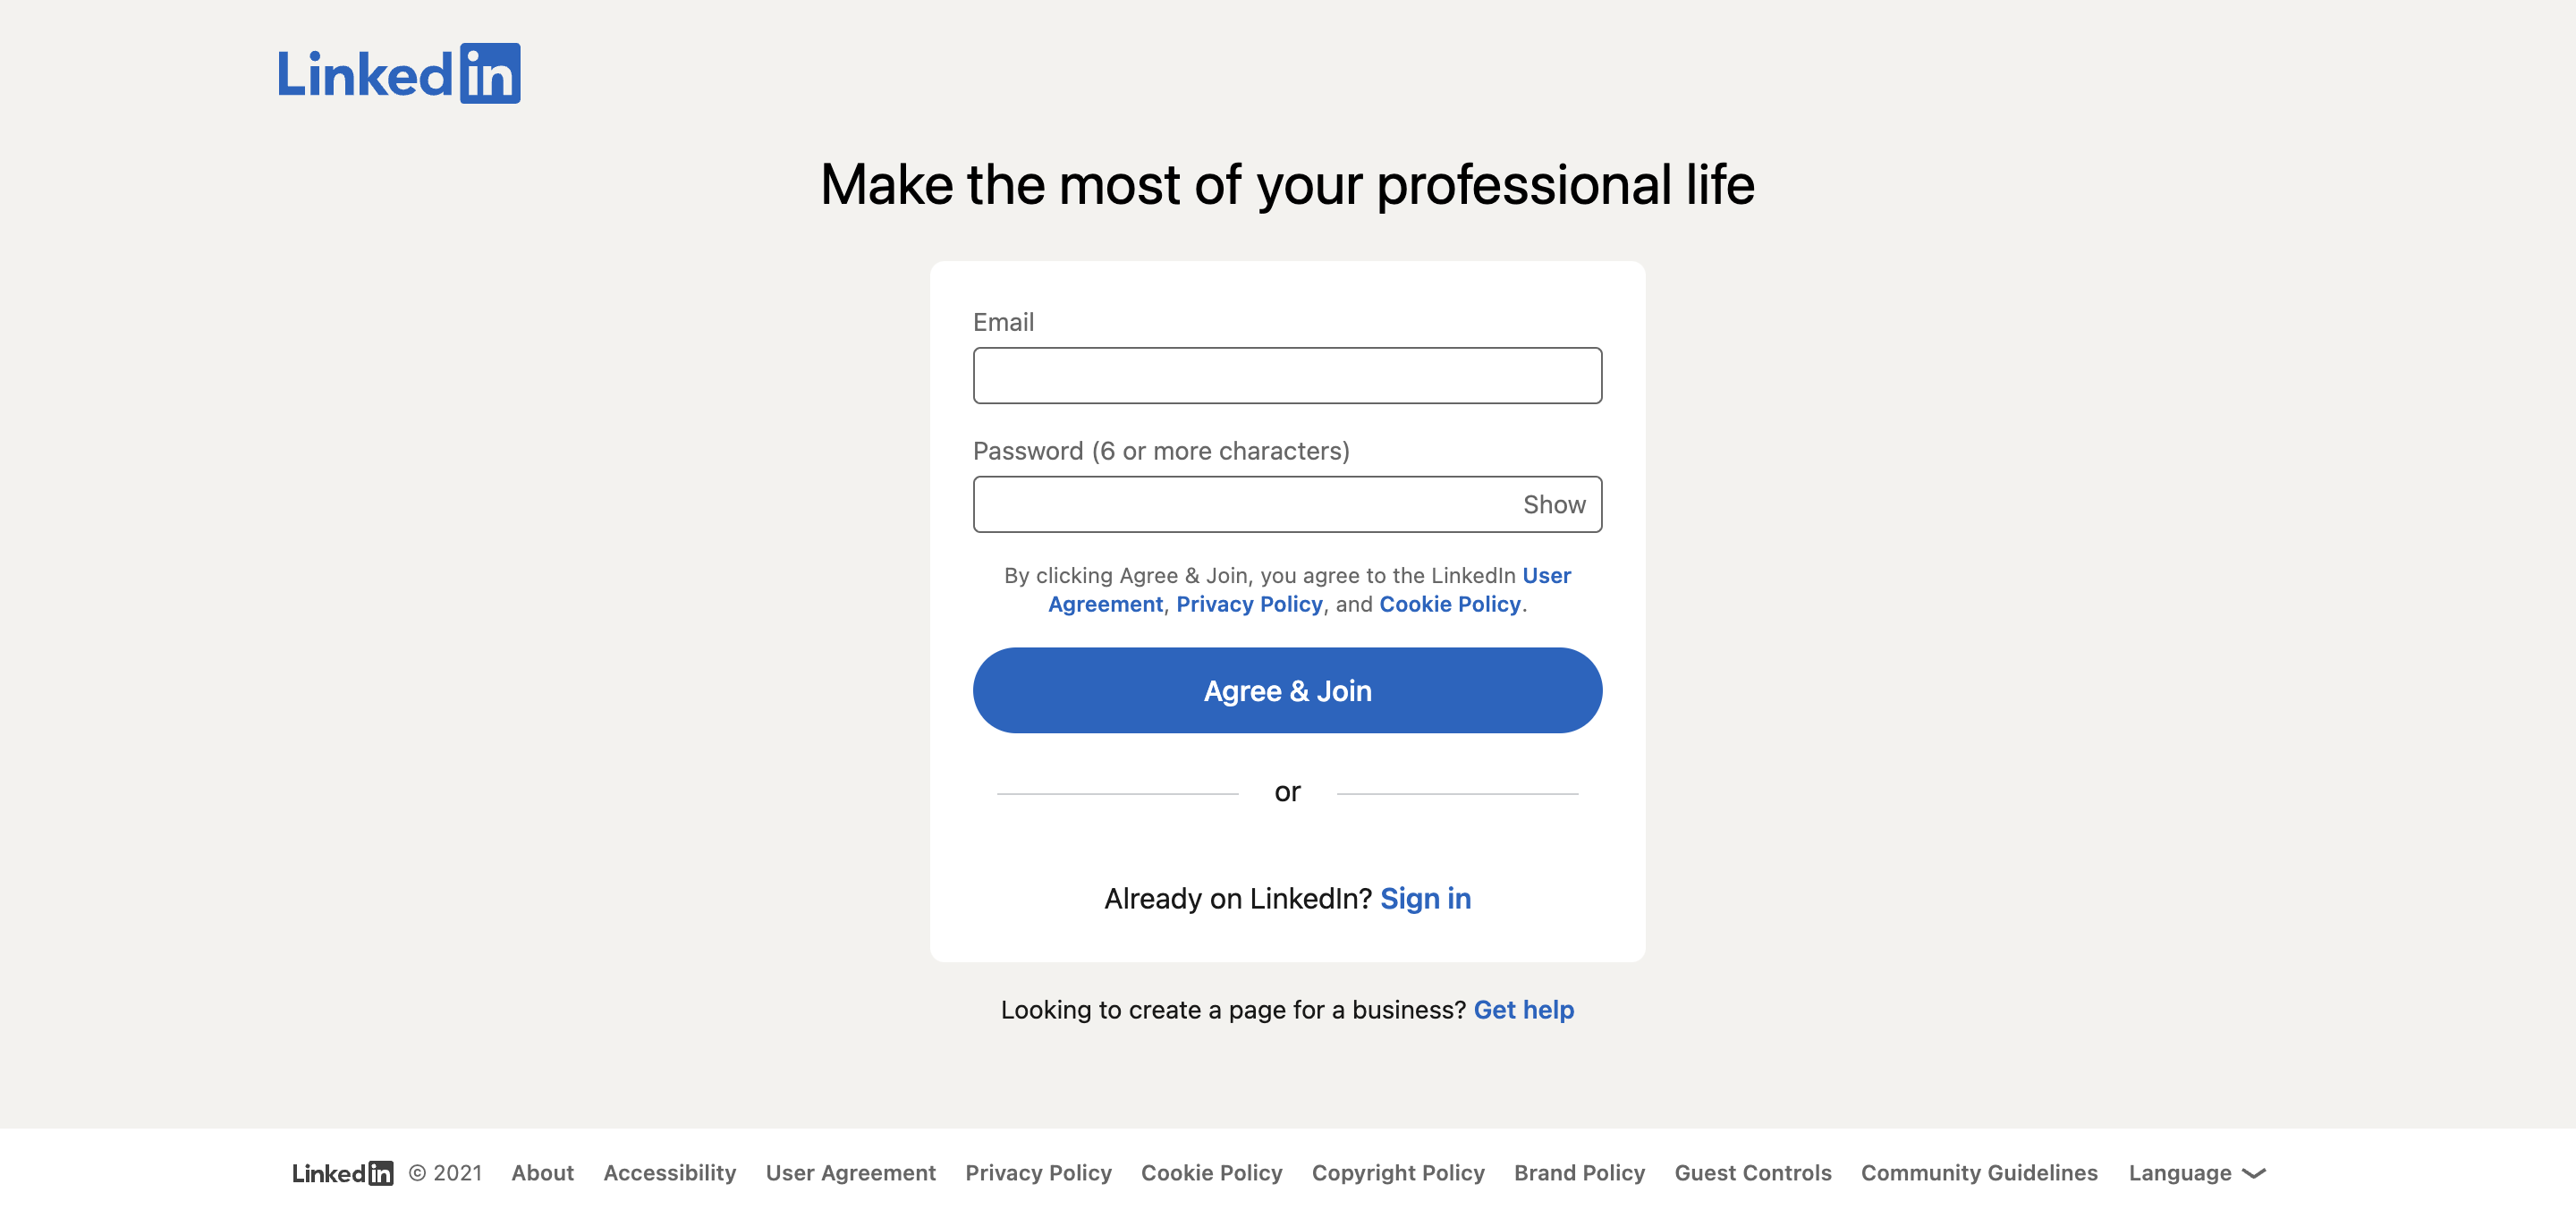 LinkedIn
Make the most of your professional life
Email
Password (6 or more characters)
Show
By clicking Agree & Join, you agree to the LinkedIn User
Agreement, Privacy Policy, and Cookie Policy.
Agree & Join
or
Already on LinkedIn? Sign in
Looking to create a page for a business? Get help
LinkedIn © 2021 About Accessibility User Agreement Privacy Policy Cookie Policy Copyright Policy Brand Policy Guest Controls Community Guidelines Language